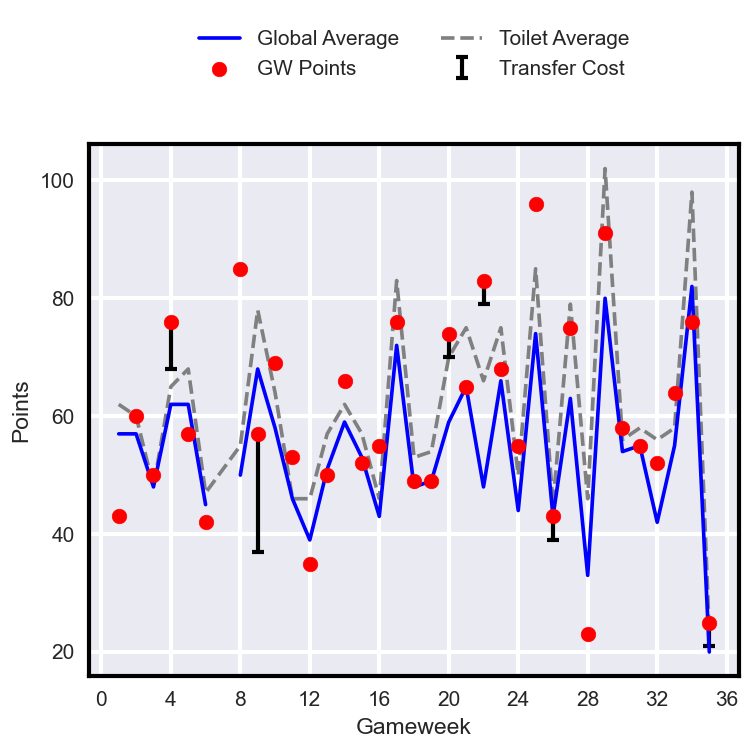 Global Average
Toilet Average
GW Points
Transfer Cost
100
80
60
40
20
Points
0 4 8 12 16 20 24 28 32 36
Gameweek